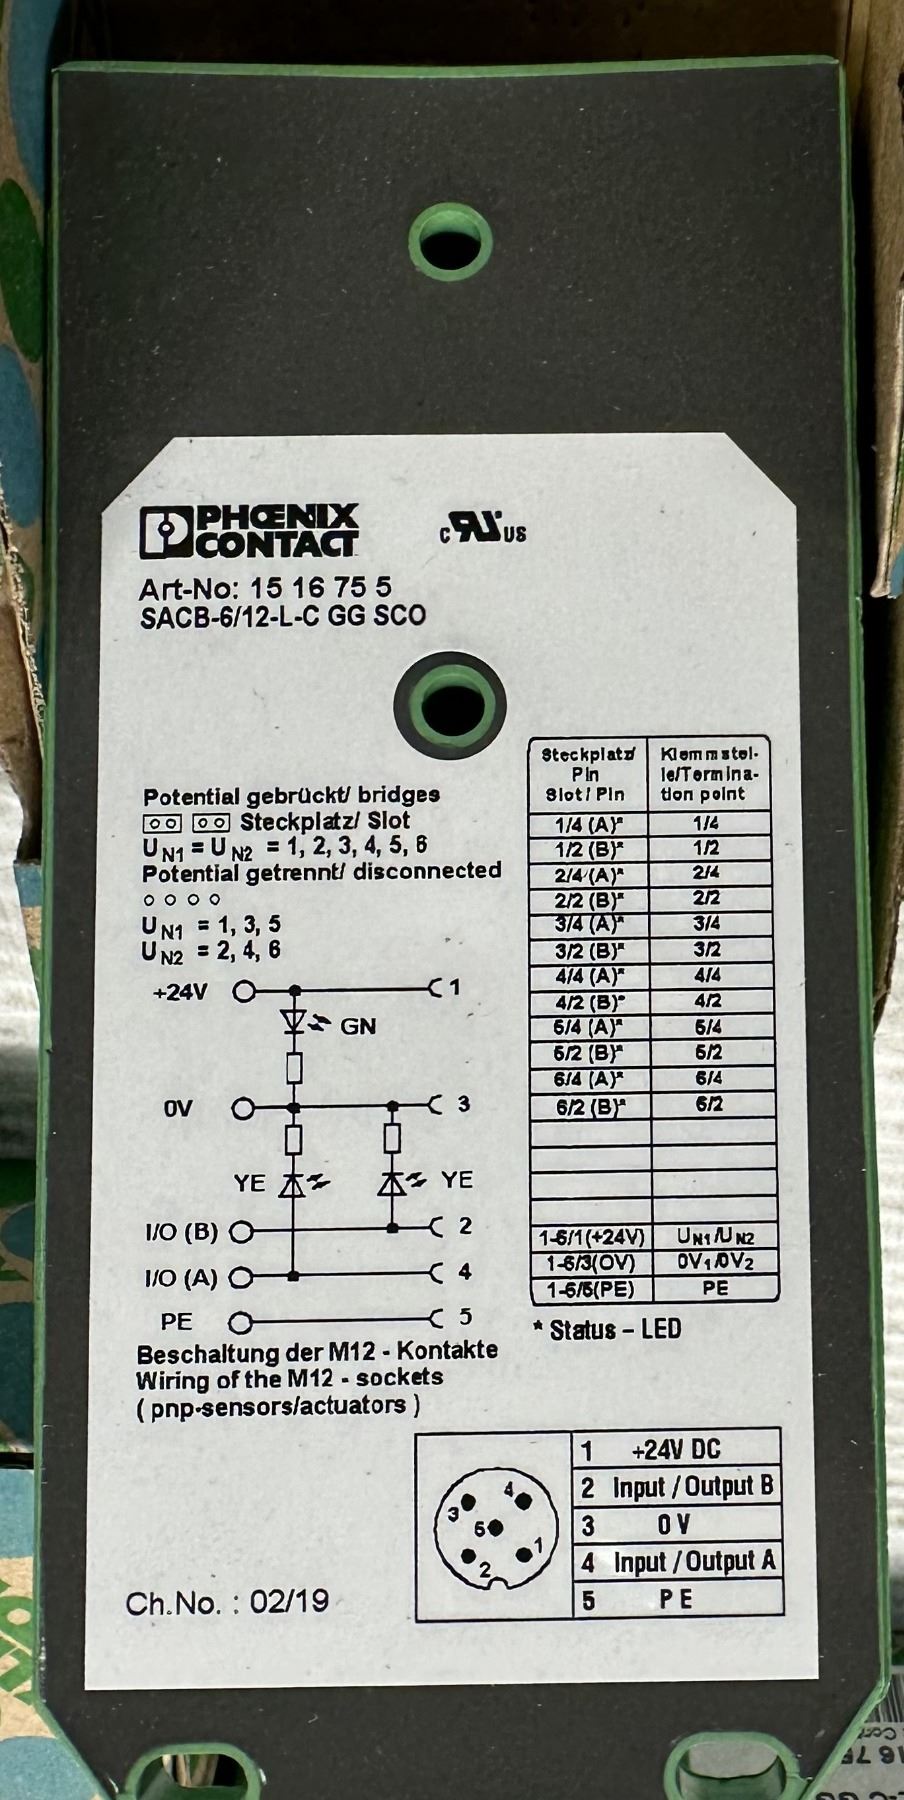 PHŒNIX
CONTACT
c RU us
Art-No: 15 16 75 5
SACB-6/12-L-C GG SCO
Potential gebrückt/ bridges
Steckplatz/ Slot
U N1 = U N2 = 1, 2, 3, 4, 5, 6
Potential getrennt/ disconnected
U N1 = 1, 3, 5
U N2 = 2, 4, 6
+24V 1
GN
0V 3
YE YE
I/O (B) 2
I/O (A) 4
PE 5
Beschaltung der M12 - Kontakte
Wiring of the M12 - sockets
( pnp-sensors/actuators )
Steckplatz/ Klemmstel-
Pin le/Termina-
Slot/ Pin tion point
1/4 (A)* 1/4
1/2 (B)* 1/2
2/4 (A)* 2/4
2/2 (B)* 2/2
3/4 (A)* 3/4
3/2 (B)* 3/2
4/4 (A)* 4/4
4/2 (B)* 4/2
5/4 (A)* 5/4
5/2 (B)* 5/2
6/4 (A)* 6/4
6/2 (B)* 6/2
1-6/1(+24V) UN1/UN2
1-6/3(OV) 0V1/0V2
1-6/5(PE) PE
* Status – LED
3 4
5
2 1
1 +24V DC
2 Input / Output B
3 0 V
4 Input / Output A
5 P E
Ch.No. : 02/19